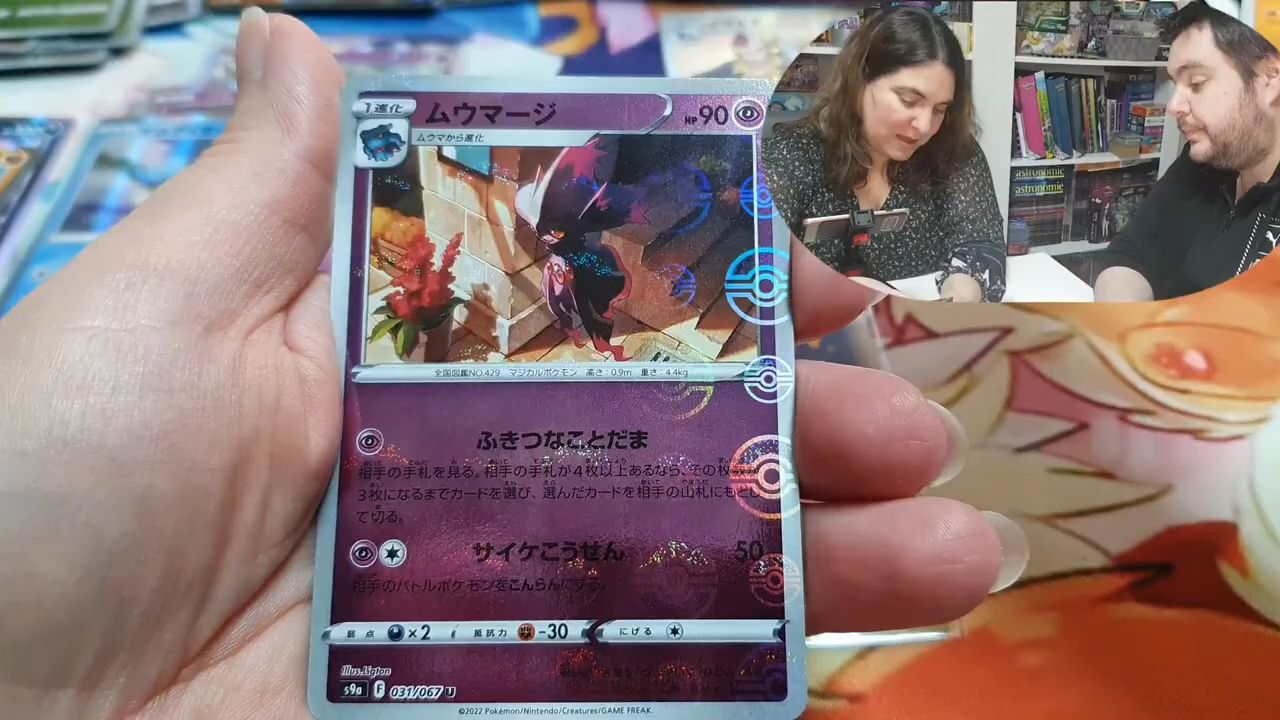 1進化
ムウマージ
HP 90
ムウマから進化
astronomie
astronomie
全国図鑑NO.429 マジカルポケモン 高さ:0.9m 重さ:4.4kg
ふきつなことだま
相手の手札を見る。相手の手札が4枚以上あるなら、その枚数が
3枚になるまでカードを選び、選んだカードを相手の山札にもどし
て切る。
サイケこうせん 50
相手のバトルポケモンをこんらんにする。
弱点 ×2 抵抗力 -30 にげる
Illus.Ligton
s9a F 031/067 U
©2022 Pokémon/Nintendo/Creatures/GAME FREAK.